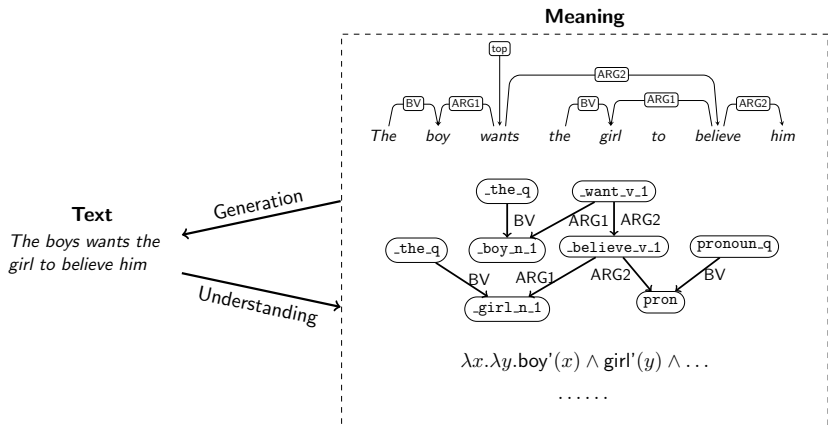 Meaning
top
ARG2
BV ARG1 BV ARG1 ARG2
The boy wants the girl to believe him
_the_q _want_v_1
Generation
BV ARG1 ARG2
Text
The boys wants the
girl to believe him
_the_q _boy_n_1 _believe_v_1 pronoun_q
BV ARG1 ARG2 BV
Understanding
_girl_n_1 pron
λx.λy.boy'(x) ∧ girl'(y) ∧ ...
......